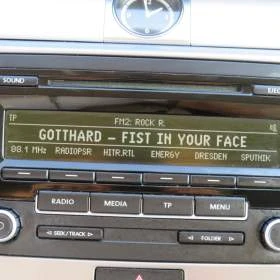 SOUND
EJE
TP
FM2: ROCK R.
GOTTHARD – FIST IN YOUR FACE
88.1 MHz RADIOPSR HITR.RTL ENERGY DRESDEN SPUTNIK
RADIO MEDIA TP MENU
SEEK/TRACK FOLDER